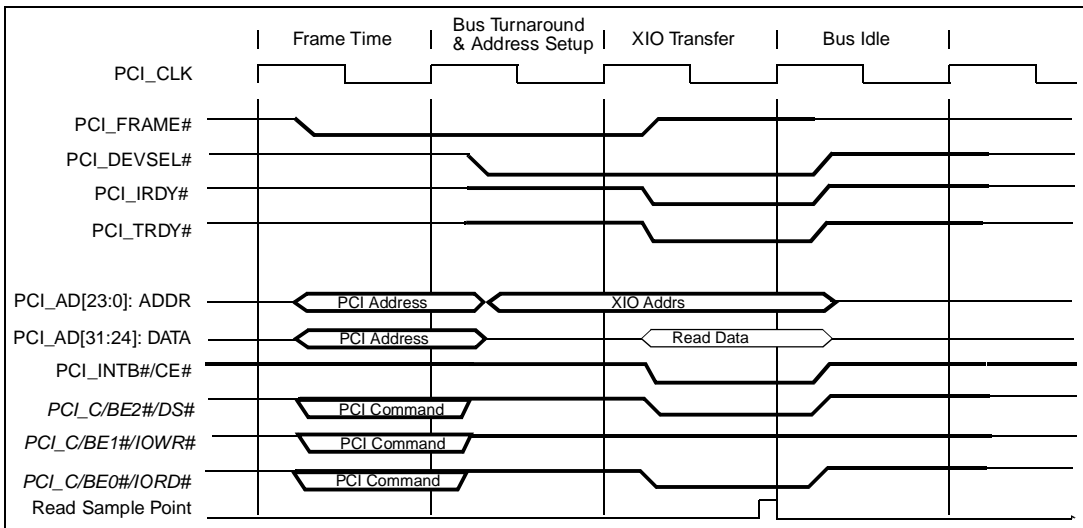 Frame Time
Bus Turnaround
& Address Setup
XIO Transfer
Bus Idle
PCI_CLK
PCI_FRAME#
PCI_DEVSEL#
PCI_IRDY#
PCI_TRDY#
PCI_AD[23:0]: ADDR
PCI Address
XIO Addrs
PCI_AD[31:24]: DATA
PCI Address
Read Data
PCI_INTB#/CE#
PCI_C/BE2#/DS#
PCI Command
PCI_C/BE1#/IOWR#
PCI Command
PCI_C/BE0#/IORD#
PCI Command
Read Sample Point